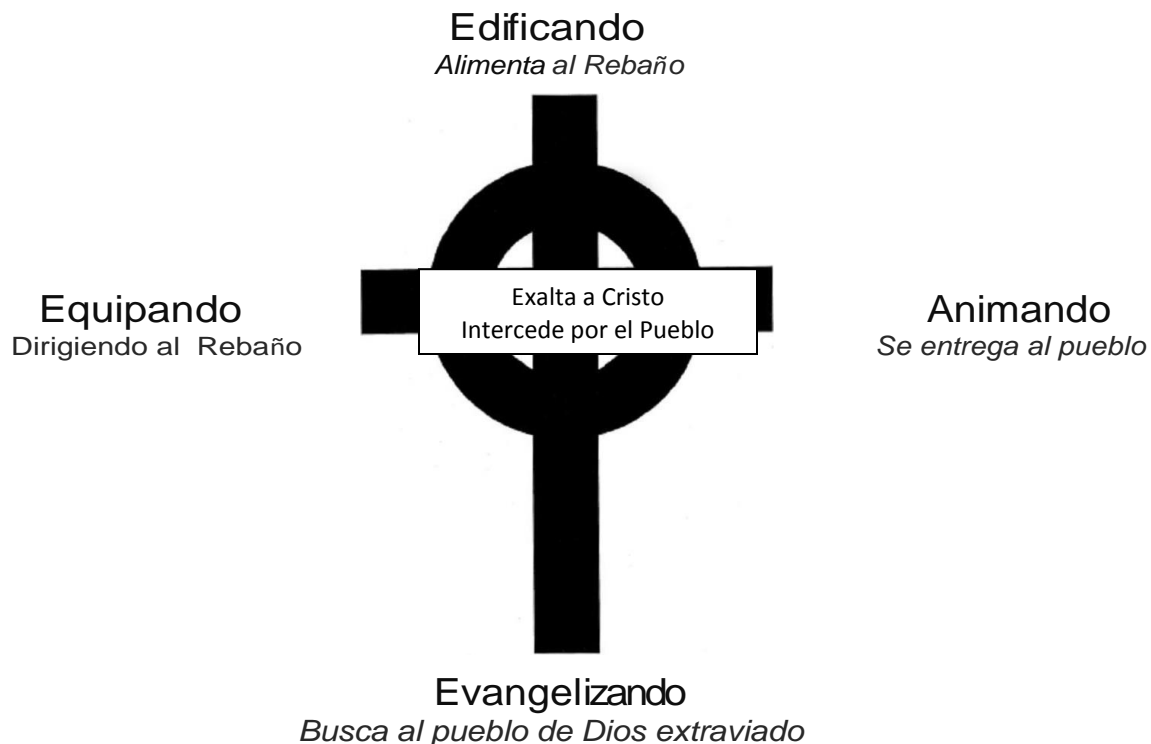 Edificando
Alimenta al Rebaño
Exalta a Cristo
Intercede por el Pueblo
Equipando
Dirigiendo al Rebaño
Animando
Se entrega al pueblo
Evangelizando
Busca al pueblo de Dios extraviado